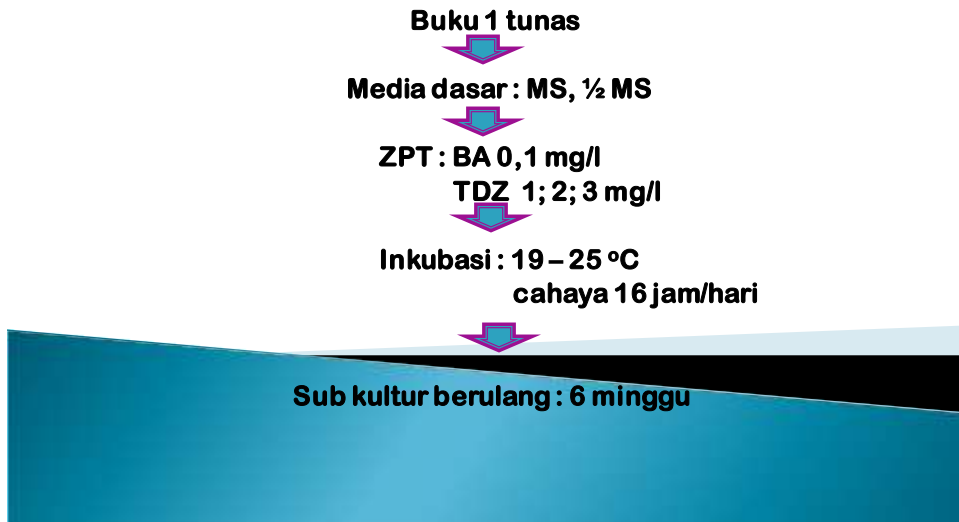 Buku 1 tunas
Media dasar : MS, ½ MS
ZPT : BA 0,1 mg/l
TDZ 1; 2; 3 mg/l
Inkubasi : 19 – 25 ºC
cahaya 16 jam/hari
Sub kultur berulang : 6 minggu